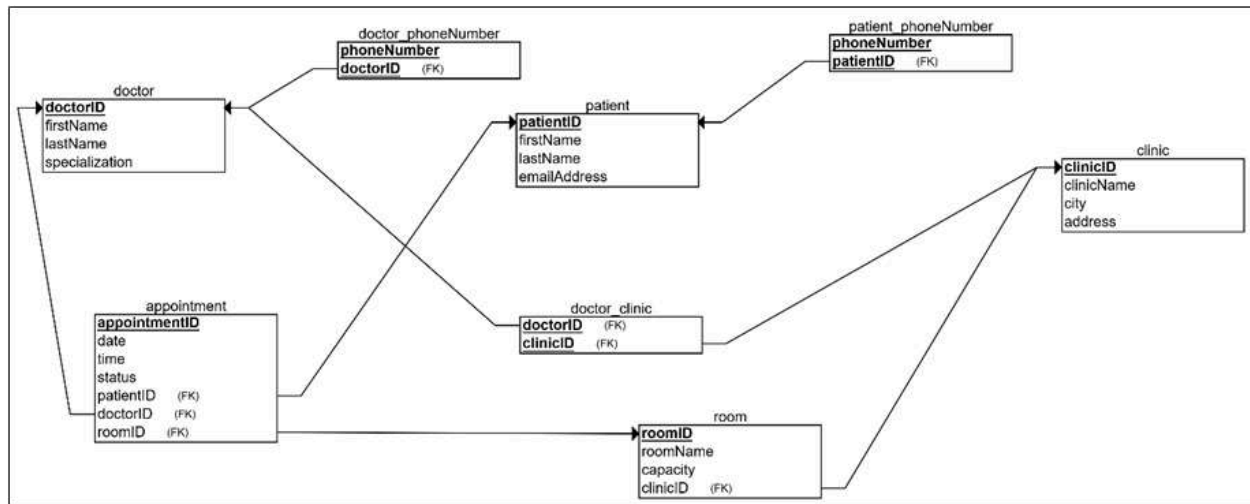 doctor_phoneNumber
phoneNumber
doctorID (FK)
patient_phoneNumber
phoneNumber
patientID (FK)
doctor
doctorID
firstName
lastName
specialization
patient
patientID
firstName
lastName
emailAddress
clinic
clinicID
clinicName
city
address
appointment
appointmentID
date
time
status
patientID (FK)
doctorID (FK)
roomID (FK)
doctor_clinic
doctorID (FK)
clinicID (FK)
room
roomID
roomName
capacity
clinicID (FK)